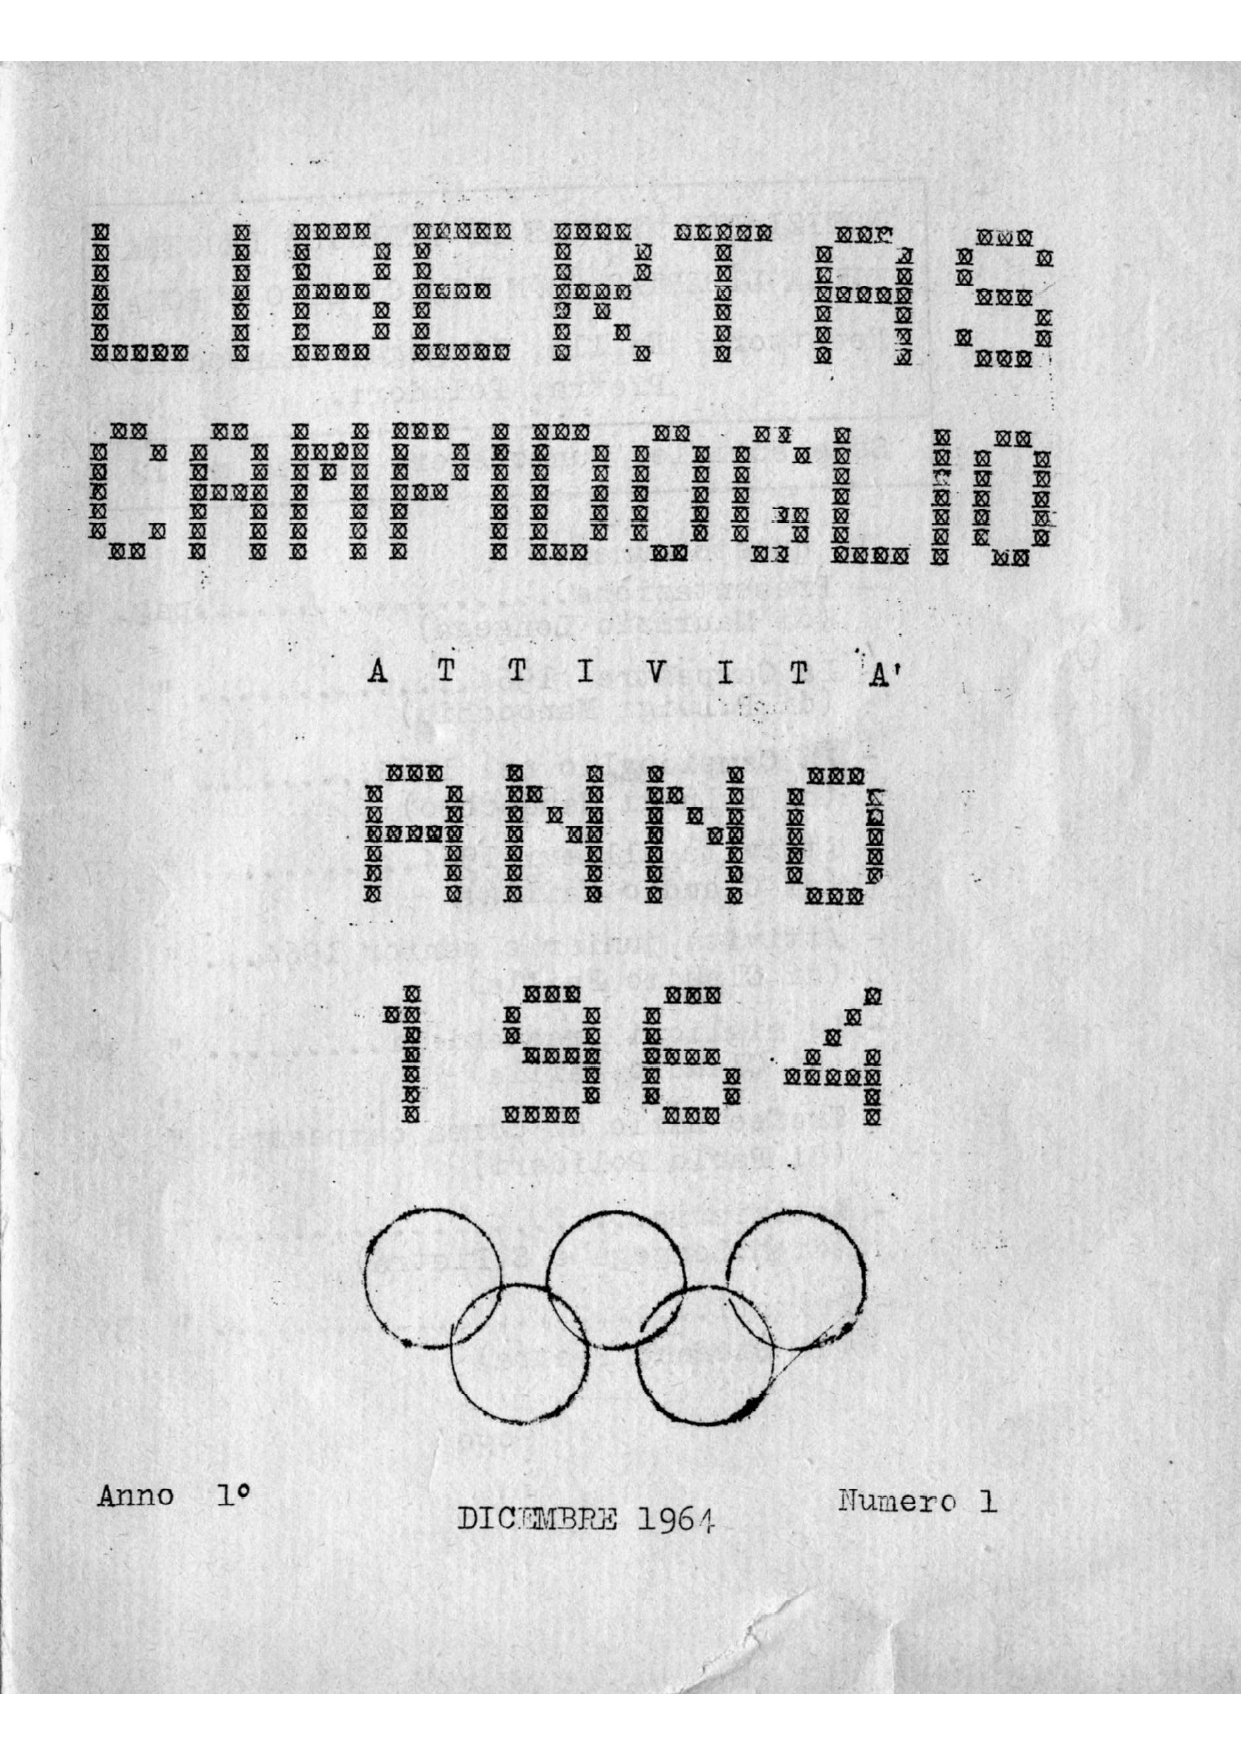 LIBERTAS
CAMPIDOGLIO
A T T I V I T A'
ANNO
1964
Anno 1°
DICEMBRE 1964
Numero 1